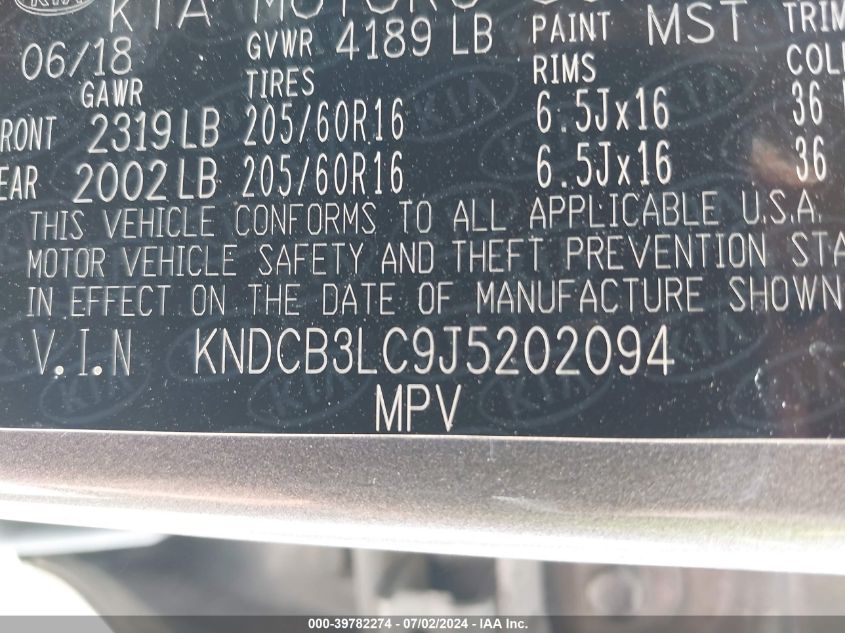 KIA MOTORS
06/18 GVWR 4189 LB PAINT MST TRIM
GAWR TIRES RIMS COL
FRONT 2319 LB 205/60R16 6.5Jx16 36
EAR 2002 LB 205/60R16 6.5Jx16 36
THIS VEHICLE CONFORMS TO ALL APPLICABLE U.S.A.
MOTOR VEHICLE SAFETY AND THEFT PREVENTION STA
IN EFFECT ON THE DATE OF MANUFACTURE SHOWN
V.I.N KNDCB3LC9J5202094
MPV
000-39782274 - 07/02/2024 - IAA Inc.